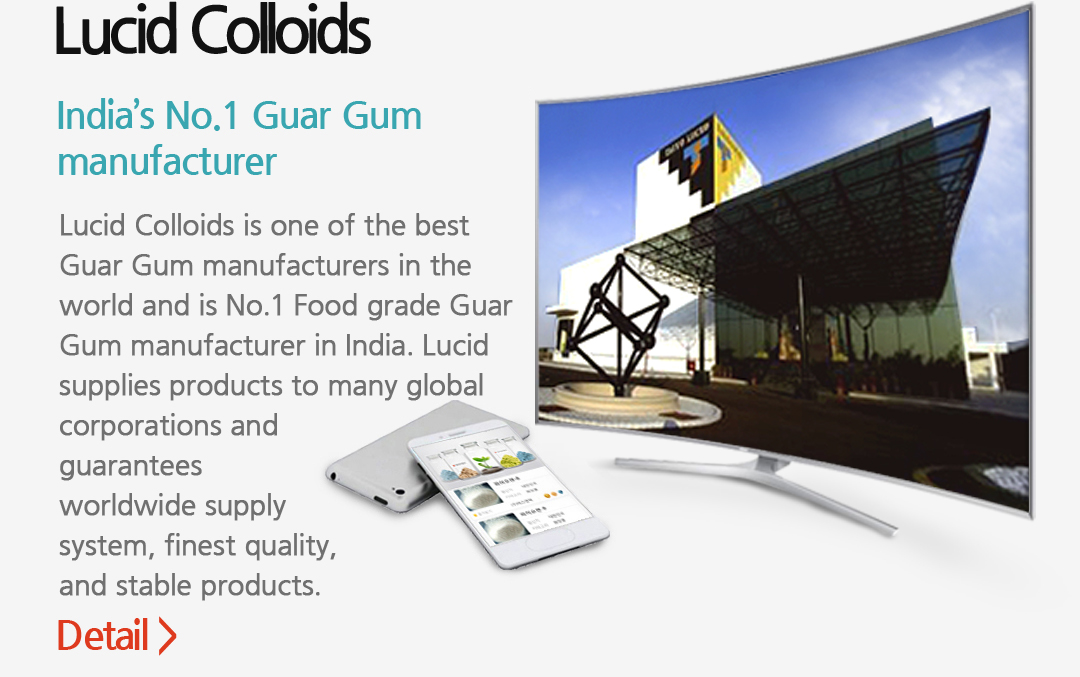 Lucid Colloids
India's No.1 Guar Gum
manufacturer
Lucid Colloids is one of the best
Guar Gum manufacturers in the
world and is No.1 Food grade Guar
Gum manufacturer in India. Lucid
supplies products to many global
corporations and
guarantees
worldwide supply
system, finest quality,
and stable products.
Detail